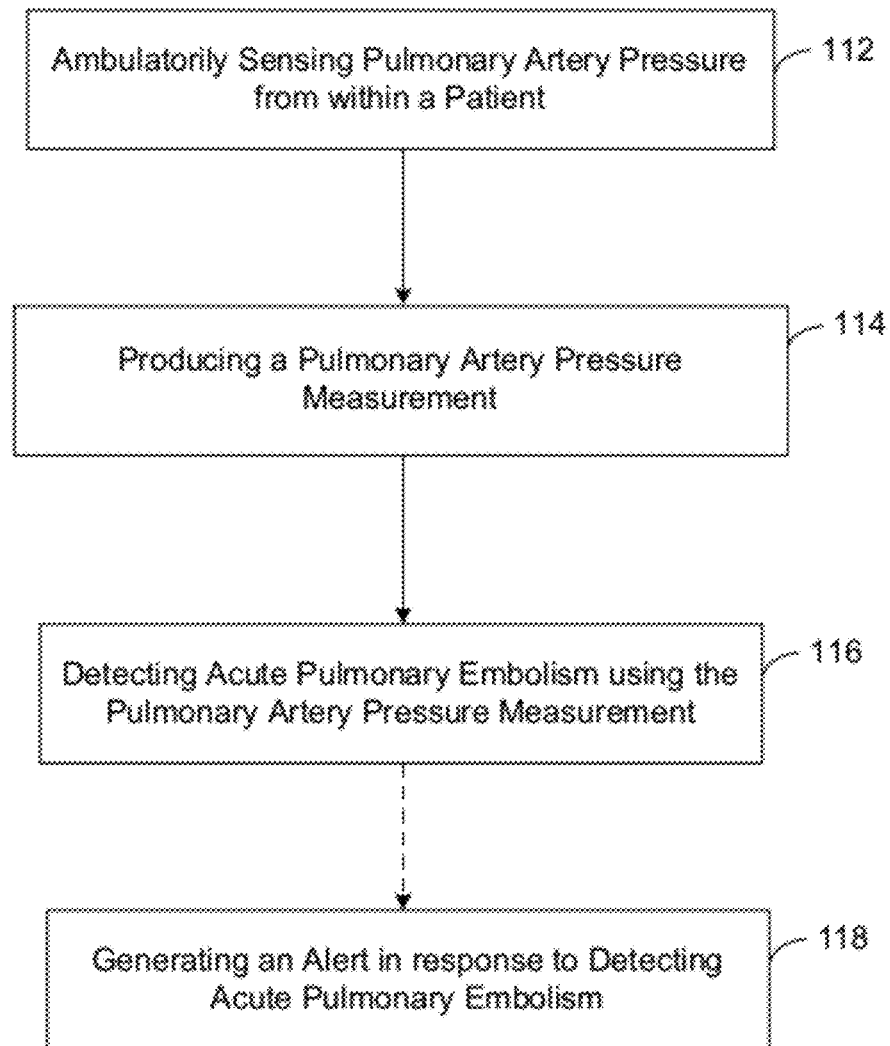 Ambulatorily Sensing Pulmonary Artery Pressure
from within a Patient
112
Producing a Pulmonary Artery Pressure
Measurement
114
Detecting Acute Pulmonary Embolism using the
Pulmonary Artery Pressure Measurement
116
Generating an Alert in response to Detecting
Acute Pulmonary Embolism
118